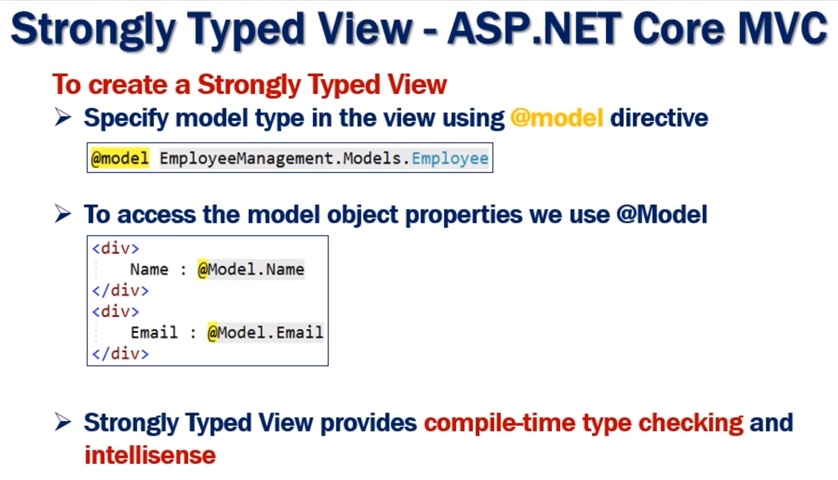 Strongly Typed View - ASP.NET Core MVC
To create a Strongly Typed View
➢ Specify model type in the view using @model directive
@model EmployeeManagement.Models.Employee
➢ To access the model object properties we use @Model
<div>
Name : @Model.Name
</div>
<div>
Email : @Model.Email
</div>
➢ Strongly Typed View provides compile-time type checking and
intellisense